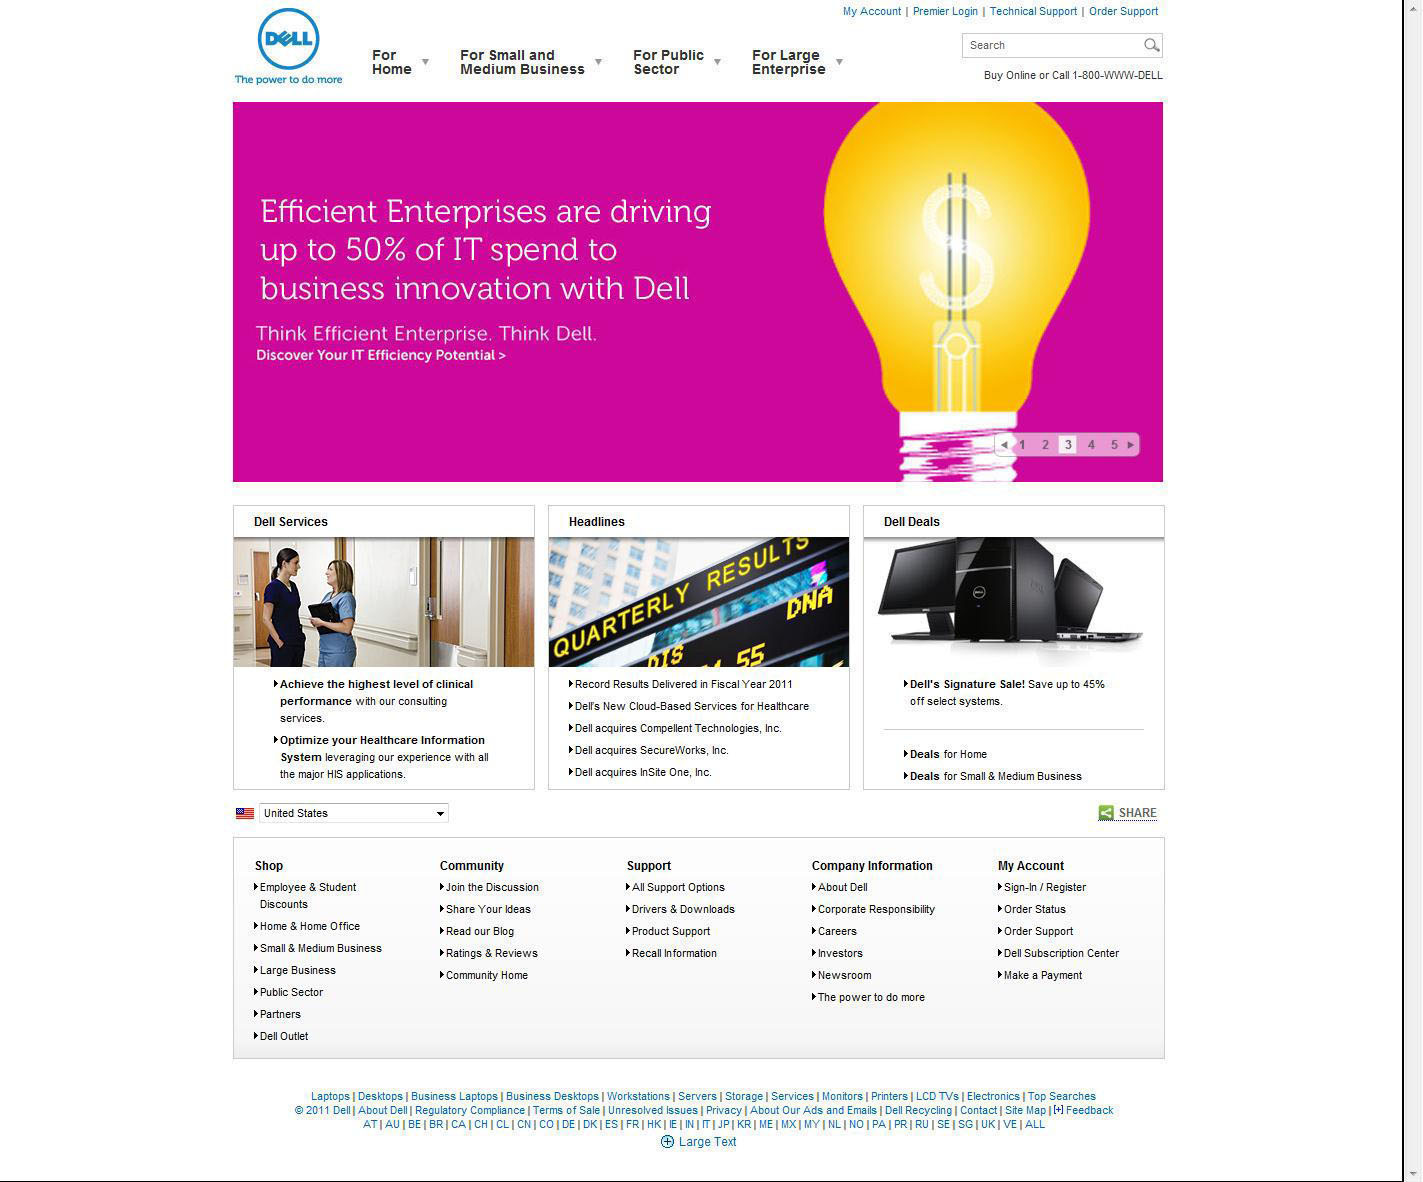 My Account | Premier Login | Technical Support | Order Support
DELL
The power to do more
For Home
For Small and Medium Business
For Public Sector
For Large Enterprise
Search
Buy Online or Call 1-800-WWW-DELL
Efficient Enterprises are driving
up to 50% of IT spend to
business innovation with Dell
Think Efficient Enterprise. Think Dell.
Discover Your IT Efficiency Potential >
$
1 2 3 4 5
Dell Services
Achieve the highest level of clinical
performance with our consulting
services.
Optimize your Healthcare Information
System leveraging our experience with all
the major HIS applications.
Headlines
QUARTERLY RESULTS
DNA
DIS
55
Record Results Delivered in Fiscal Year 2011
Dell's New Cloud-Based Services for Healthcare
Dell acquires Compellent Technologies, Inc.
Dell acquires SecureWorks, Inc.
Dell acquires InSite One, Inc.
Dell Deals
DELL
Dell's Signature Sale! Save up to 45%
off select systems.
Deals for Home
Deals for Small & Medium Business
United States
SHARE
Shop
Employee & Student
Discounts
Home & Home Office
Small & Medium Business
Large Business
Public Sector
Partners
Dell Outlet
Community
Join the Discussion
Share Your Ideas
Read our Blog
Ratings & Reviews
Community Home
Support
All Support Options
Drivers & Downloads
Product Support
Recall Information
Company Information
About Dell
Corporate Responsibility
Careers
Investors
Newsroom
The power to do more
My Account
Sign-In / Register
Order Status
Order Support
Dell Subscription Center
Make a Payment
Laptops | Desktops | Business Laptops | Business Desktops | Workstations | Servers | Storage | Services | Monitors | Printers | LCD TVs | Electronics | Top Searches
© 2011 Dell | About Dell | Regulatory Compliance | Terms of Sale | Unresolved Issues | Privacy | About Our Ads and Emails | Dell Recycling | Contact | Site Map | [+] Feedback
AT | AU | BE | BR | CA | CH | CL | CN | CO | DE | DK | ES | FR | HK | IE | IN | IT | JP | KR | ME | MX | MY | NL | NO | PA | PR | RU | SE | SG | UK | VE | ALL
Large Text